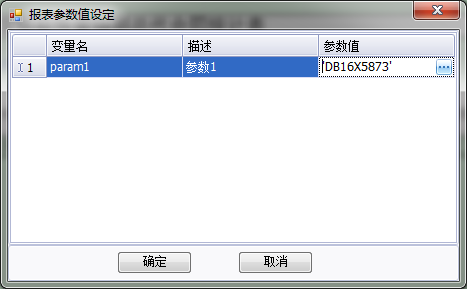 报表参数值设定
变量名 描述 参数值
1 param1 参数1 'DB16X5873' ...
确定 取消